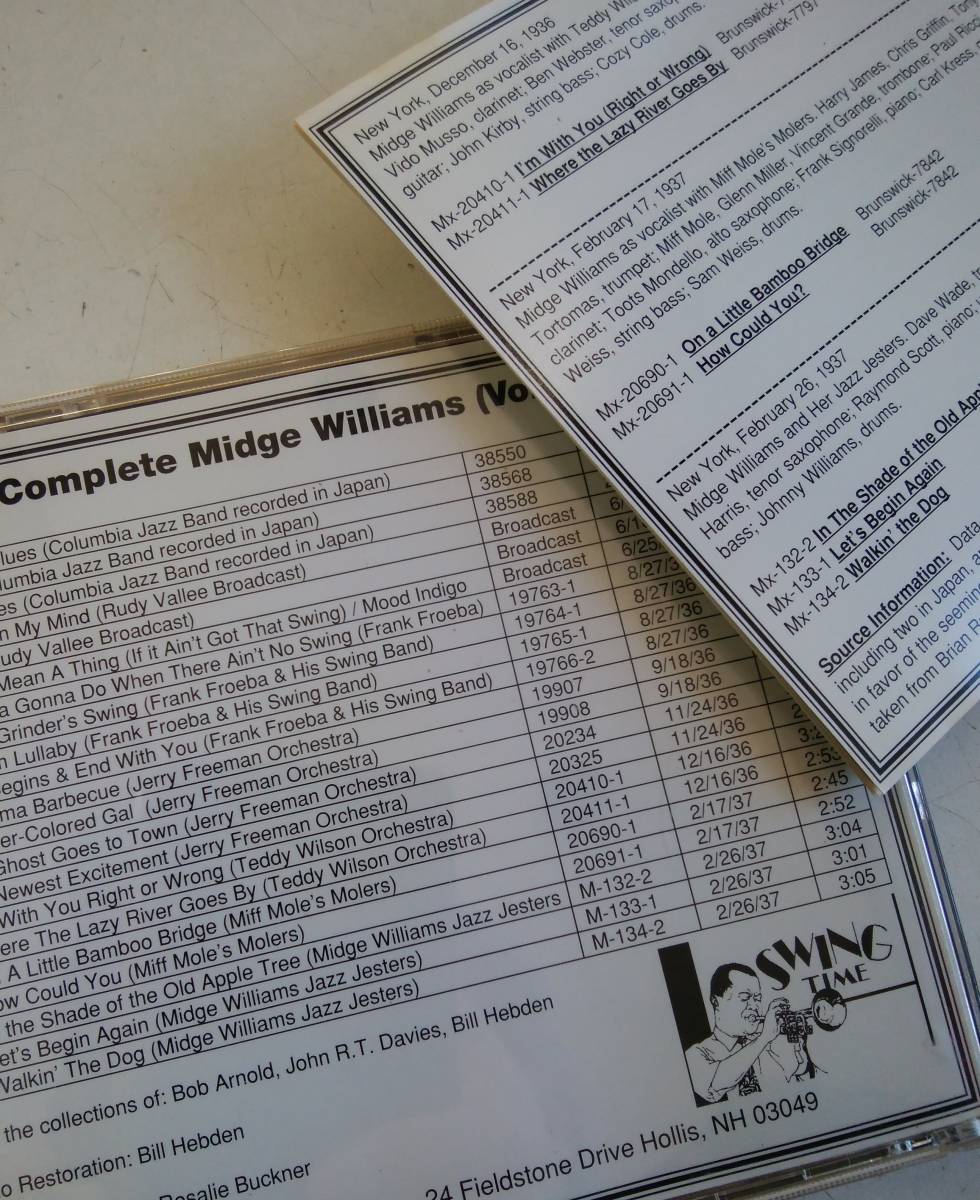 New York, December 16, 1936
Midge Williams as vocalist with Teddy
Vido Musso, clarinet; Ben Webster, tenor
guitar; John Kirby, string bass; Cozy Cole, drums.
Mx-20410-1 I'm With You (Right or Wrong)
Mx-20411-1 Where the Lazy River Goes By Brunswick-7797
New York, February 17, 1937
Midge Williams as vocalist with Miff Mole's Molers. Harry James, Chris Griffin,
Tortomas, trumpet; Miff Mole, Glenn Miller, Vincent Grande, trombone; Paul
clarinet; Toots Mondello, alto saxophone; Frank Signorelli, piano; Carl Kress,
Weiss, string bass; Sam Weiss, drums.
Mx-20690-1 On a Little Bamboo Bridge Brunswick-7842
Mx-20691-1 How Could You? Brunswick-7842
New York, February 26, 1937
Midge Williams and Her Jazz Jesters. Dave Wade,
Harris, tenor saxophone; Raymond Scott, piano;
bass; Johnny Williams, drums.
Mx-132-2 In The Shade of the Old
Mx-133-1 Let's Begin Again
Mx-134-2 Walkin' the Dog
Source Information: Data
including two in Japan,
in favor of the
taken from Brian
Complete Midge Williams
lues (Columbia Jazz Band recorded in Japan) 38550
lumbia Jazz Band recorded in Japan) 38568
es (Columbia Jazz Band recorded in Japan) 38588
n My Mind (Rudy Vallee Broadcast) Broadcast
udy Vallee Broadcast) Broadcast
Mean A Thing (If it Ain't Got That Swing) / Mood Indigo Broadcast
a Gonna Do When There Ain't No Swing (Frank Froeba) 19763-1 8/27/36
Grinder's Swing (Frank Froeba & His Swing Band) 19764-1 8/27/36
n Lullaby (Frank Froeba & His Swing Band) 19765-1 8/27/36
egins & End With You (Frank Froeba & His Swing Band) 19766-2 8/27/36
ma Barbecue (Jerry Freeman Orchestra) 19907 9/18/36
er-Colored Gal (Jerry Freeman Orchestra) 19908 9/18/36
Ghost Goes to Town (Jerry Freeman Orchestra) 20234 11/24/36
Newest Excitement (Jerry Freeman Orchestra) 20325 11/24/36
With You Right or Wrong (Teddy Wilson Orchestra) 20410-1 12/16/36
ere The Lazy River Goes By (Teddy Wilson Orchestra) 20411-1 12/16/36 2:53
A Little Bamboo Bridge (Miff Mole's Molers) 20690-1 2/17/37 2:45
ow Could You (Miff Mole's Molers) 20691-1 2/17/37 2:52
the Shade of the Old Apple Tree (Midge Williams Jazz Jesters M-132-2 2/26/37 3:04
et's Begin Again (Midge Williams Jazz Jesters) M-133-1 2/26/37 3:01
Walkin' The Dog (Midge Williams Jazz Jesters) M-134-2 2/26/37 3:05
the collections of: Bob Arnold, John R.T. Davies, Bill Hebden
o Restoration: Bill Hebden
Rosalie Buckner
SWING
TIME
24 Fieldstone Drive Hollis, NH 03049